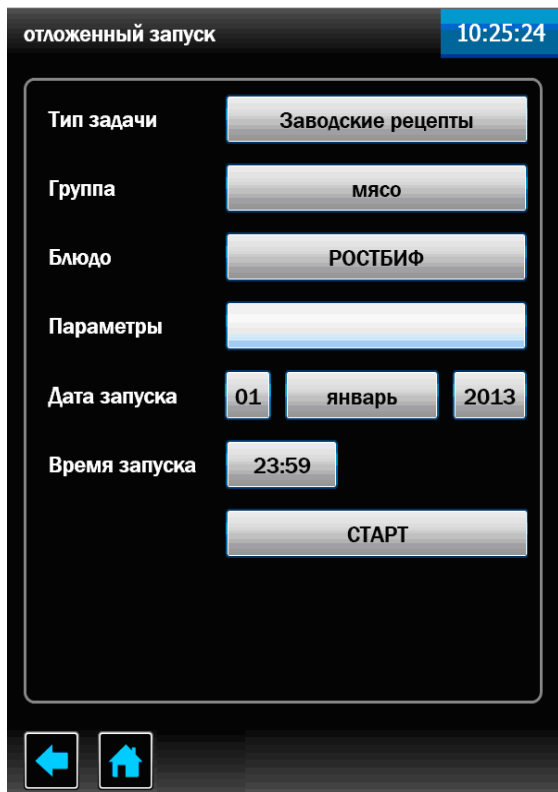 отложенный запуск 10:25:24
Тип задачи Заводские рецепты
Группа мясо
Блюдо РОСТБИФ
Параметры
Дата запуска 01 январь 2013
Время запуска 23:59
СТАРТ